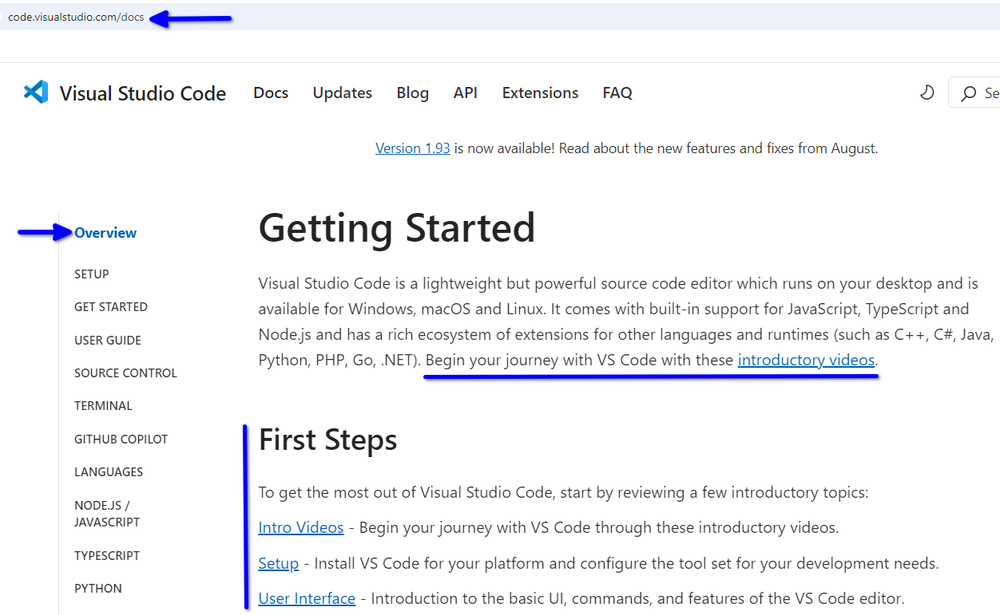 code.visualstudio.com/docs
Visual Studio Code Docs Updates Blog API Extensions FAQ Se
Version 1.93 is now available! Read about the new features and fixes from August.
Overview
SETUP
GET STARTED
USER GUIDE
SOURCE CONTROL
TERMINAL
GITHUB COPILOT
LANGUAGES
NODE.JS /
JAVASCRIPT
TYPESCRIPT
PYTHON
Getting Started
Visual Studio Code is a lightweight but powerful source code editor which runs on your desktop and is
available for Windows, macOS and Linux. It comes with built-in support for JavaScript, TypeScript and
Node.js and has a rich ecosystem of extensions for other languages and runtimes (such as C++, C#, Java,
Python, PHP, Go, .NET). Begin your journey with VS Code with these introductory videos.
First Steps
To get the most out of Visual Studio Code, start by reviewing a few introductory topics:
Intro Videos - Begin your journey with VS Code through these introductory videos.
Setup - Install VS Code for your platform and configure the tool set for your development needs.
User Interface - Introduction to the basic UI, commands, and features of the VS Code editor.